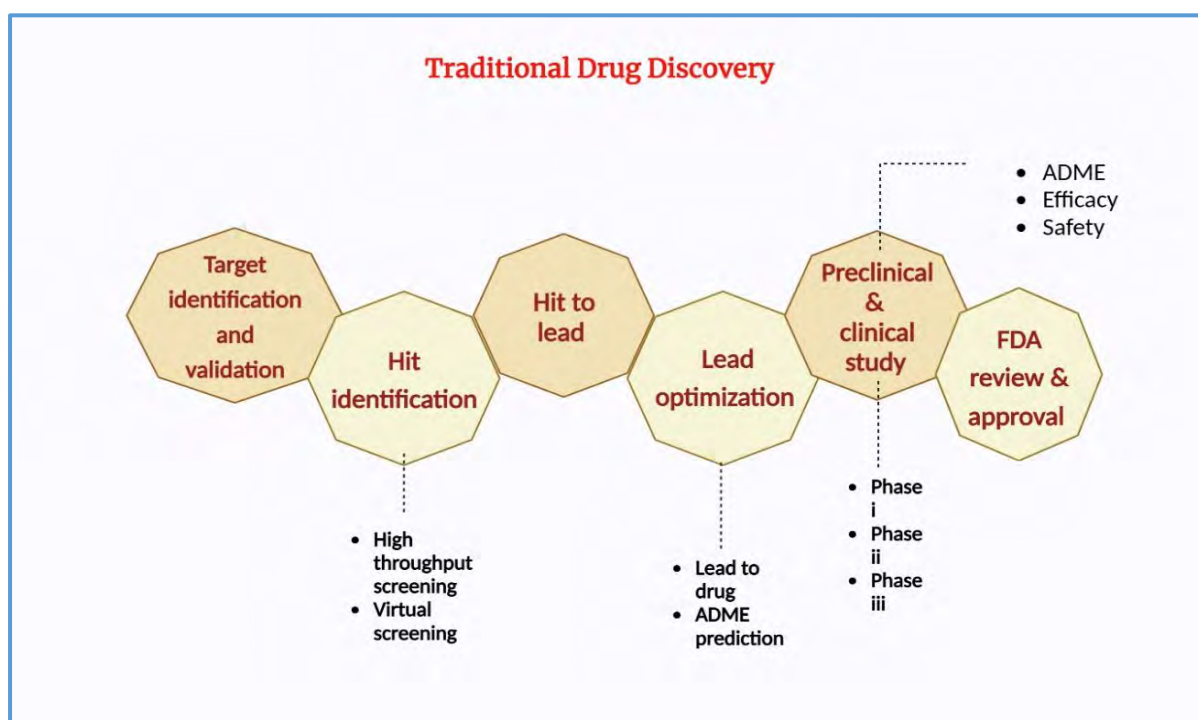 Traditional Drug Discovery
Target
identification
and
validation
Hit
identification
• High
throughput
screening
• Virtual
screening
Hit to
lead
Lead
optimization
• Lead to
drug
• ADME
prediction
Preclinical
&
clinical
study
• ADME
• Efficacy
• Safety
• Phase
i
• Phase
ii
• Phase
iii
FDA
review &
approval